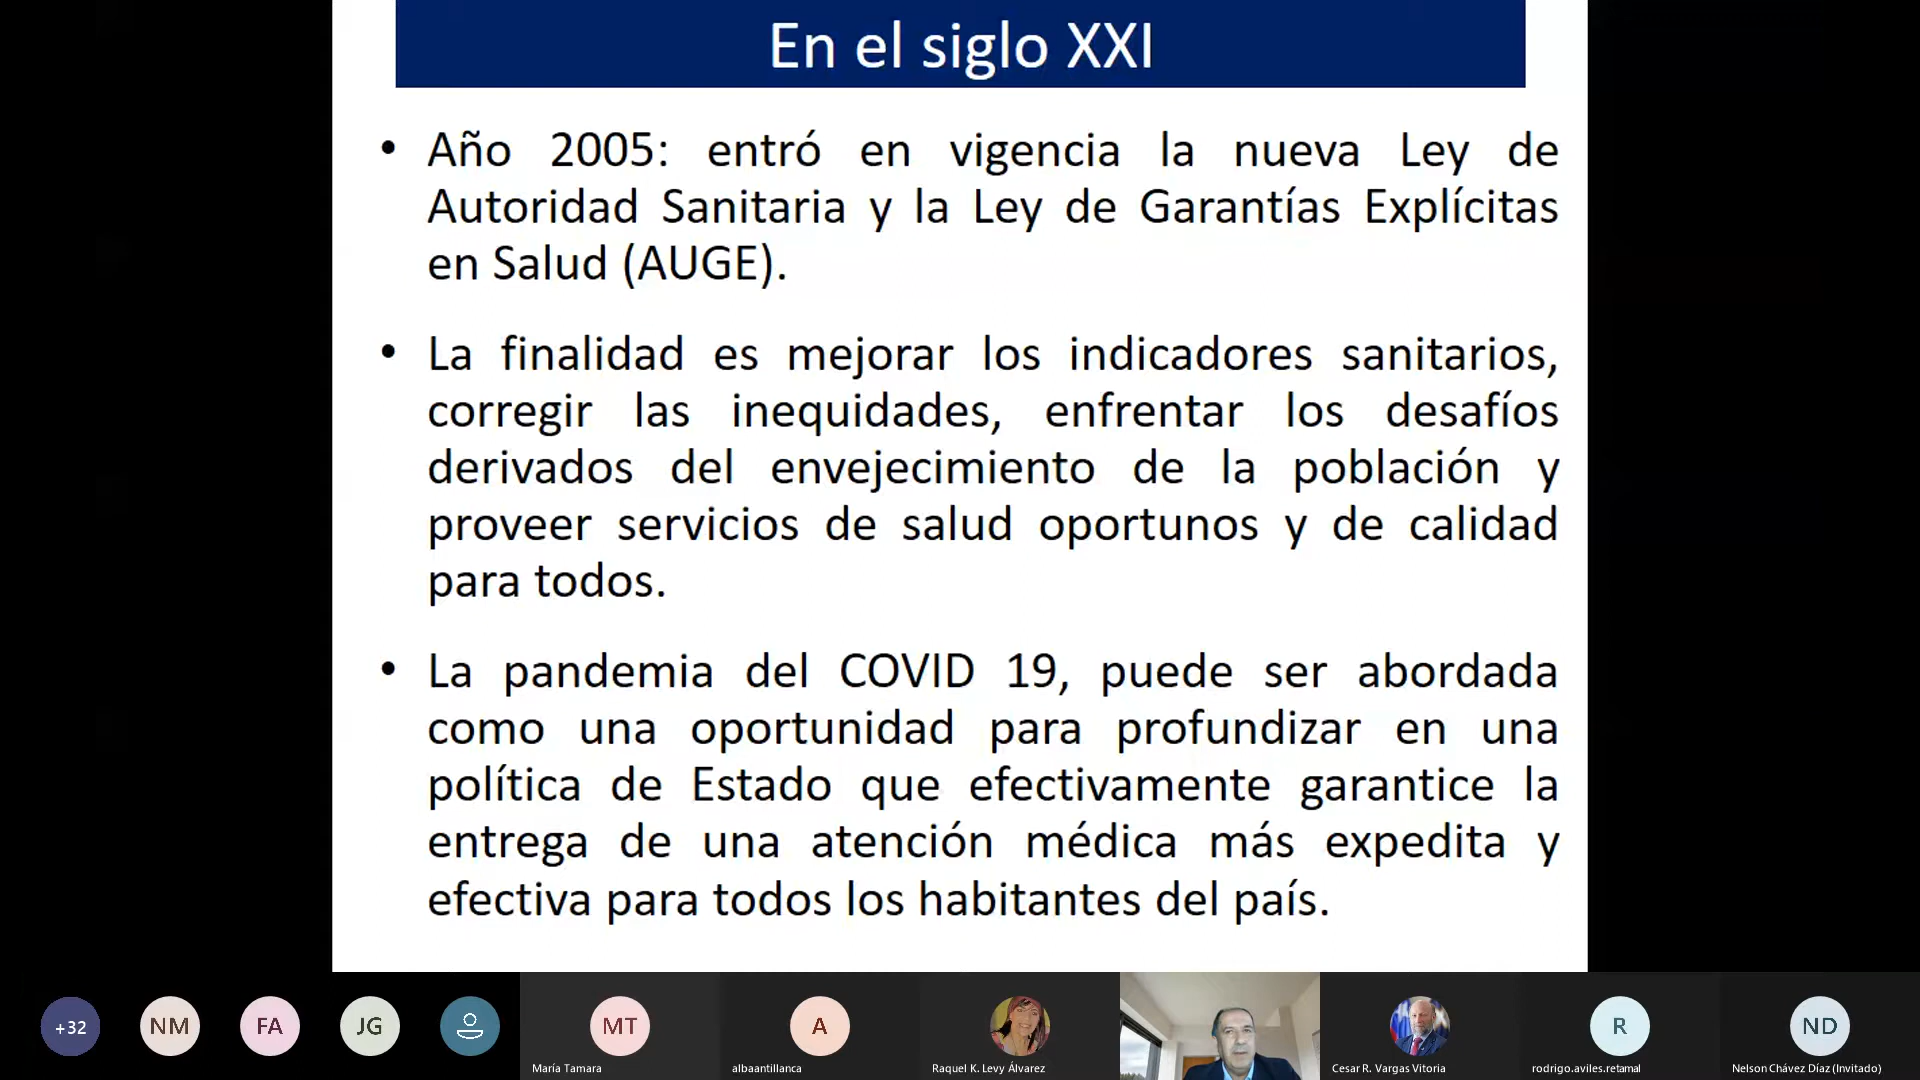 En el siglo XXI
• Año 2005: entró en vigencia la nueva Ley de
Autoridad Sanitaria y la Ley de Garantías Explícitas
en Salud (AUGE).
• La finalidad es mejorar los indicadores sanitarios,
corregir las inequidades, enfrentar los desafíos
derivados del envejecimiento de la población y
proveer servicios de salud oportunos y de calidad
para todos.
• La pandemia del COVID 19, puede ser abordada
como una oportunidad para profundizar en una
política de Estado que efectivamente garantice la
entrega de una atención médica más expedita y
efectiva para todos los habitantes del país.
+32 NM FA JG MT A R ND
María Tamara albaantillanca Raquel K. Levy Álvarez Cesar R. Vargas Vitoria rodrigo.aviles.retamal Nelson Chávez Díaz (Invitado)